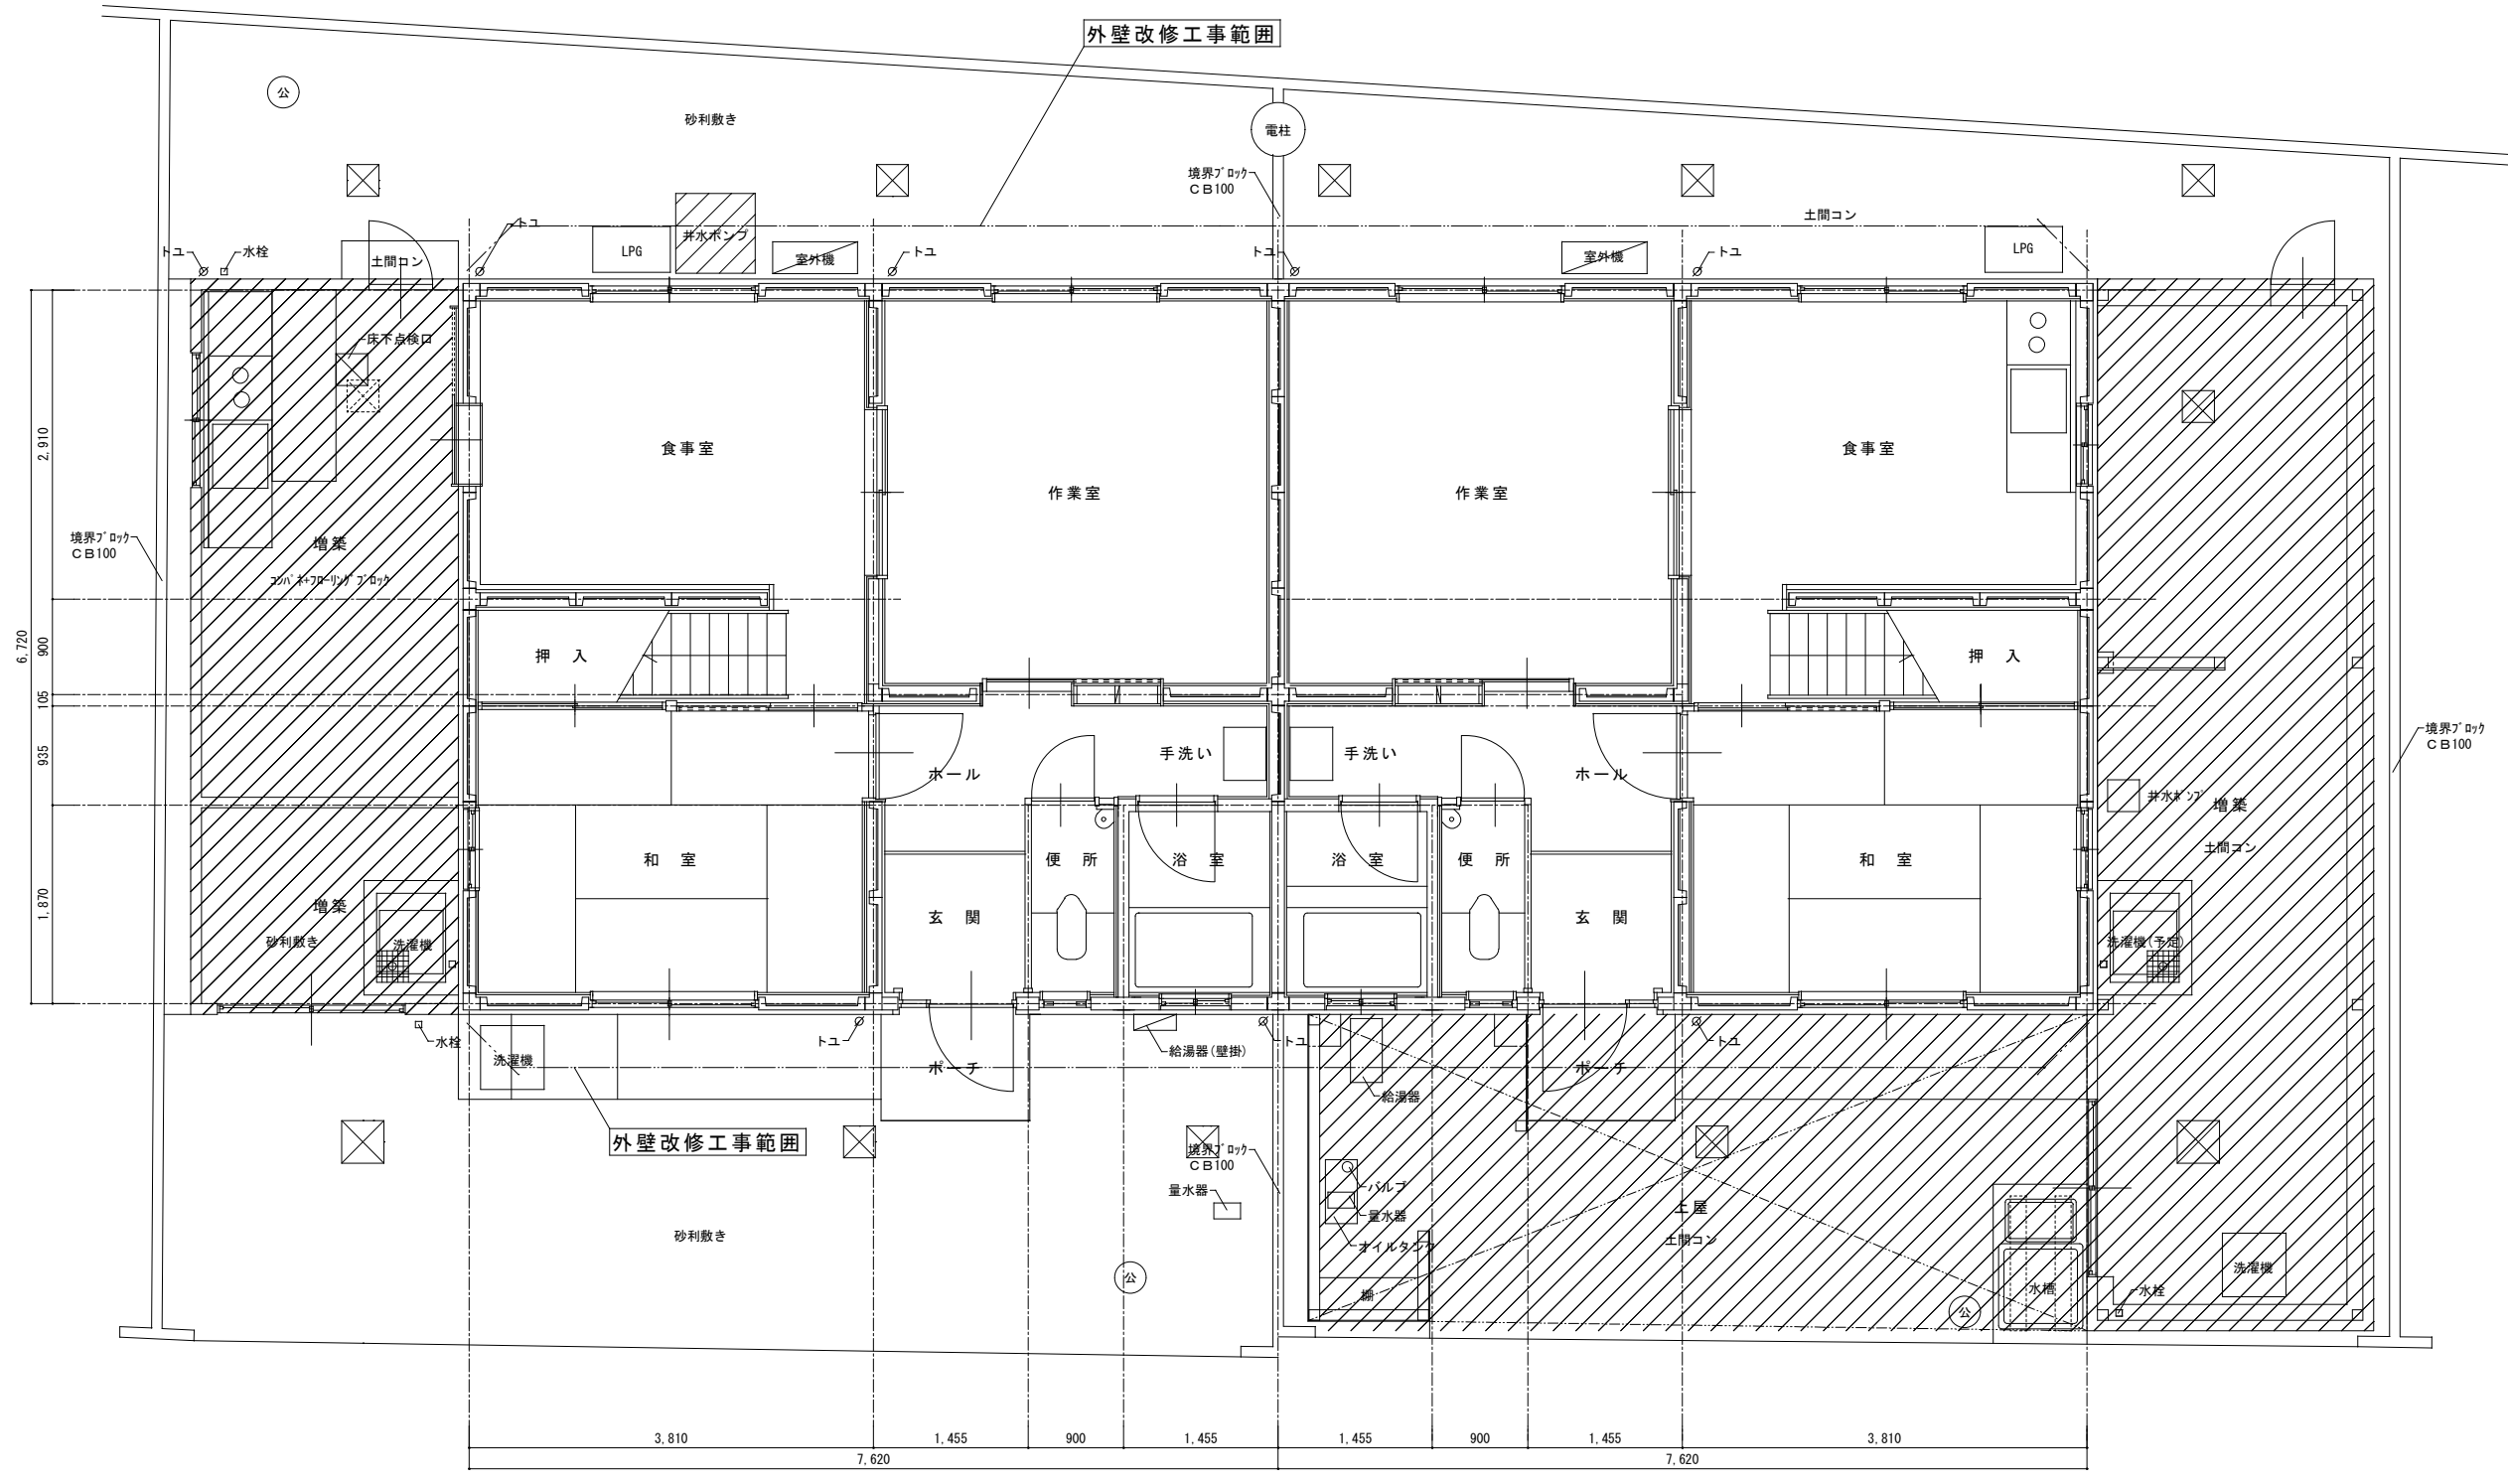 外壁改修工事範囲
公
砂利敷き
電柱
境界ﾌﾞﾛｯｸ
ＣＢ100
土間コン
トユ
水栓
土間コン
トユ
LPG
井水ポンプ
室外機
トユ
トユ
室外機
トユ
LPG
床下点検口
食事室
作業室
作業室
食事室
2,910
境界ﾌﾞﾛｯｸ
ＣＢ100
増築
ｺﾝﾊﾟﾈ+ﾌﾛｰﾘﾝｸﾞﾌﾞﾛｯｸ
6,720
900
押入
押入
105
935
ホール
手洗い
手洗い
ホール
境界ﾌﾞﾛｯｸ
ＣＢ100
井水ﾎﾟﾝﾌﾟ
増築
土間コン
和室
便所
浴室
浴室
便所
和室
1,870
増築
砂利敷き
洗濯機
玄関
玄関
洗濯機(予定)
水栓
洗濯機
トユ
ポーチ
給湯器(壁掛)
トユ
給湯器
ポーチ
トユ
外壁改修工事範囲
境界ﾌﾞﾛｯｸ
ＣＢ100
量水器
バルブ
量水器
オイルタンク
土屋
土間コン
砂利敷き
公
棚
公
水槽
水栓
洗濯機
3,810
1,455
900
1,455
1,455
900
1,455
3,810
7,620
7,620